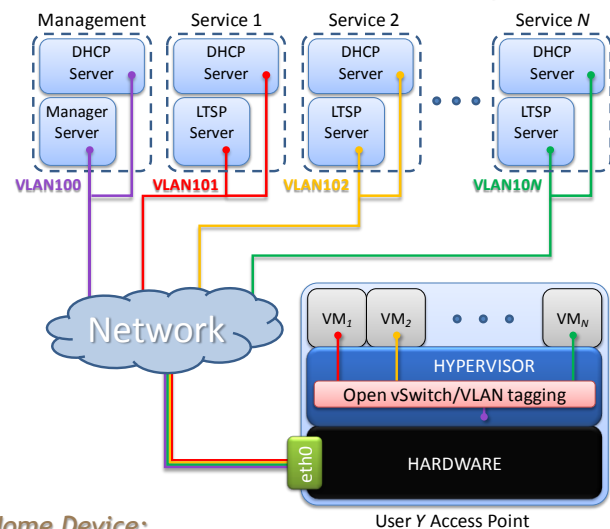 Management
Service 1
Service 2
Service N
DHCP
Server
DHCP
Server
DHCP
Server
DHCP
Server
Manager
Server
LTSP
Server
LTSP
Server
LTSP
Server
VLAN100
VLAN101
VLAN102
VLAN10N
Network
VM1
VM2
VMN
HYPERVISOR
Open vSwitch/VLAN tagging
eth0
HARDWARE
User Y Access Point
Home Device: